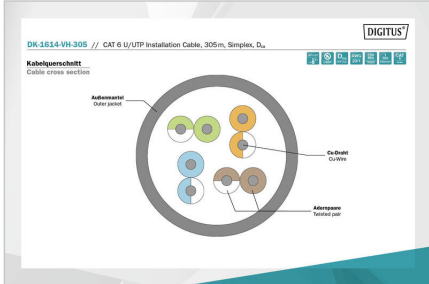 DIGITUS®
DK-1614-VH-305 // CAT 6 U/UTP Installation Cable, 305 m, Simplex, Dca
Kabelquerschnitt
Cable cross section
Außenmantel
Outer jacket
Cu-Draht
Cu-Wire
Adernpaare
Twisted pair